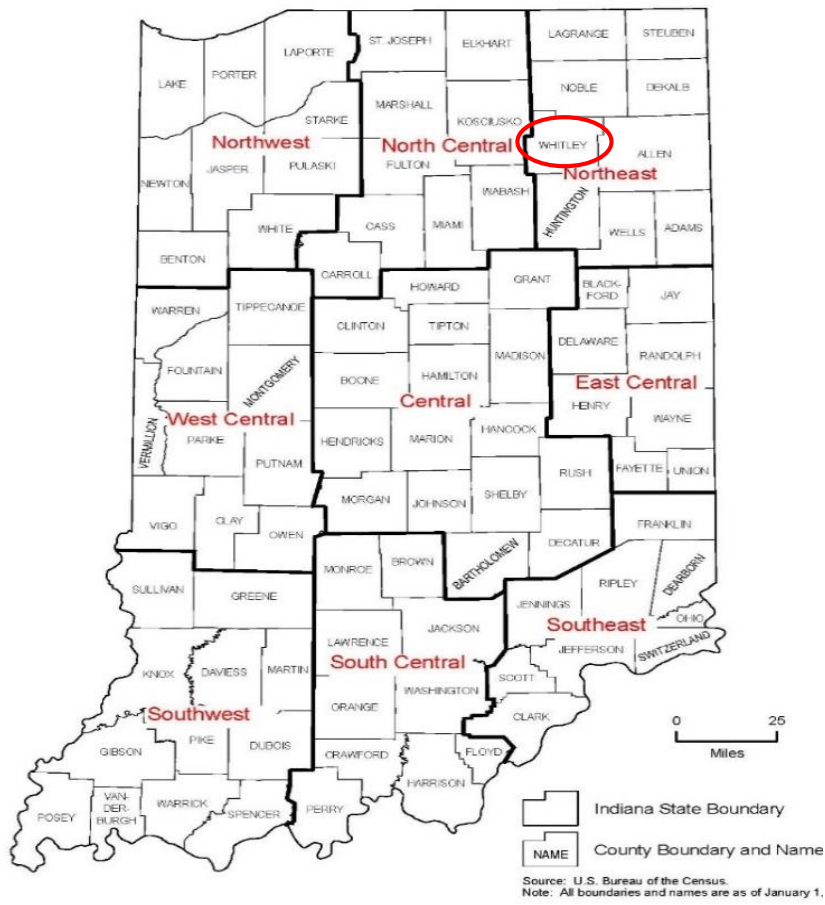 LAGRANGE
STEUBEN
ST. JOSEPH
ELKHART
LAPORTE
PORTER
LAKE
NOBLE
DEKALB
MARSHALL
KOSCIUSKO
STARKE
Northwest
North Central
WHITLEY
ALLEN
JASPER
PULASKI
FULTON
Northeast
NEWTON
WABASH
HUNTINGTON
WHITE
CASS
MIAMI
WELLS
ADAMS
BENTON
CARROLL
HOWARD
GRANT
BLACK-
FORD
JAY
WARREN
TIPPECANOE
CLINTON
TIPTON
DELAWARE
MADISON
RANDOLPH
FOUNTAIN
MONTGOMERY
BOONE
HAMILTON
East Central
Central
HENRY
WAYNE
West Central
VERMILLION
PARKE
HENDRICKS
MARION
HANCOCK
PUTNAM
RUSH
FAYETTE
UNION
MORGAN
JOHNSON
SHELBY
VIGO
CLAY
OWEN
FRANKLIN
DECATUR
BARTHOLOMEW
MONROE
BROWN
DEARBORN
RIPLEY
SULLIVAN
GREENE
JENNINGS
OHIO
Southeast
JACKSON
LAWRENCE
JEFFERSON
SWITZERLAND
South Central
KNOX
DAVIESS
MARTIN
SCOTT
WASHINGTON
ORANGE
Southwest
CLARK
PIKE
DUBOIS
GIBSON
CRAWFORD
FLOYD
HARRISON
VAN-
DER-
BURGH
WARRICK
SPENCER
PERRY
POSEY
0 25
Miles
Indiana State Boundary
NAME County Boundary and Name
Source: U.S. Bureau of the Census.
Note: All boundaries and names are as of January 1,